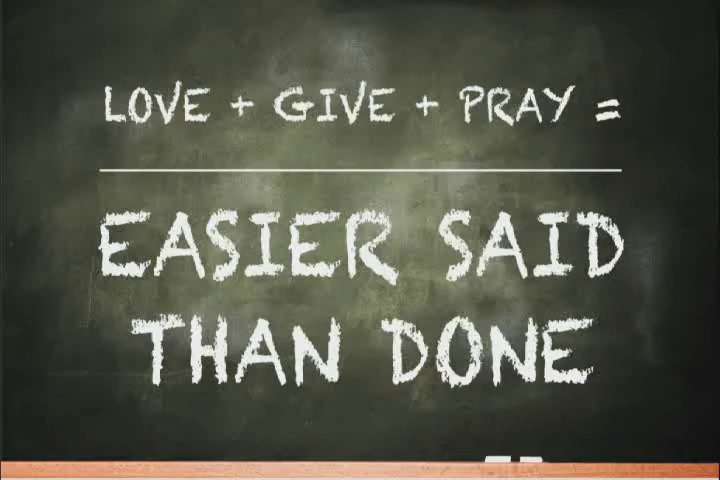 LOVE + GIVE + PRAY =
EASIER SAID
THAN DONE